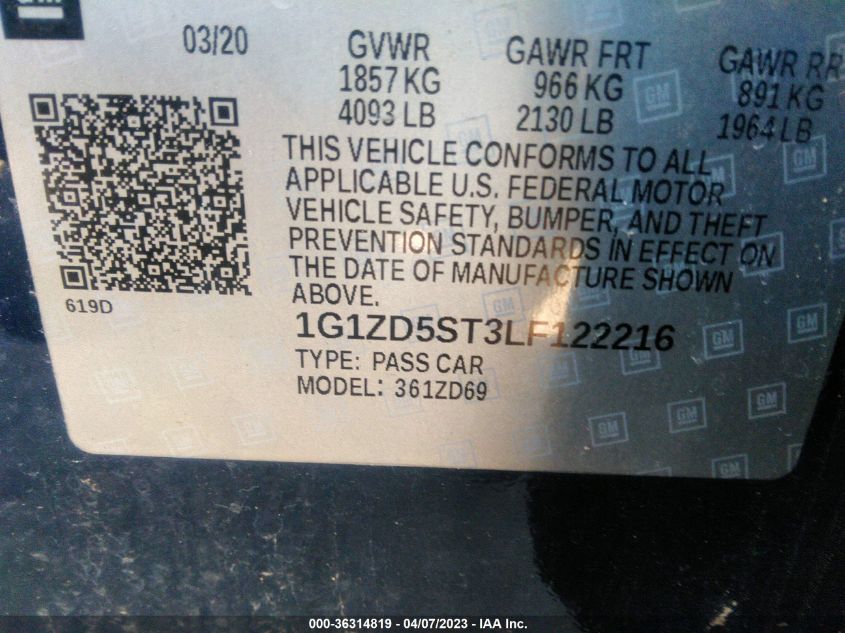 GM
03/20
GVWR
1857 KG
4093 LB
GAWR FRT
966 KG
2130 LB
GAWR RR
891 KG
1964 LB
THIS VEHICLE CONFORMS TO ALL
APPLICABLE U.S. FEDERAL MOTOR
VEHICLE SAFETY, BUMPER, AND THEFT
PREVENTION STANDARDS IN EFFECT ON
THE DATE OF MANUFACTURE SHOWN
ABOVE.
619D
1G1ZD5ST3LF122216
TYPE: PASS CAR
MODEL: 361ZD69
000-36314819 - 04/07/2023 - IAA Inc.